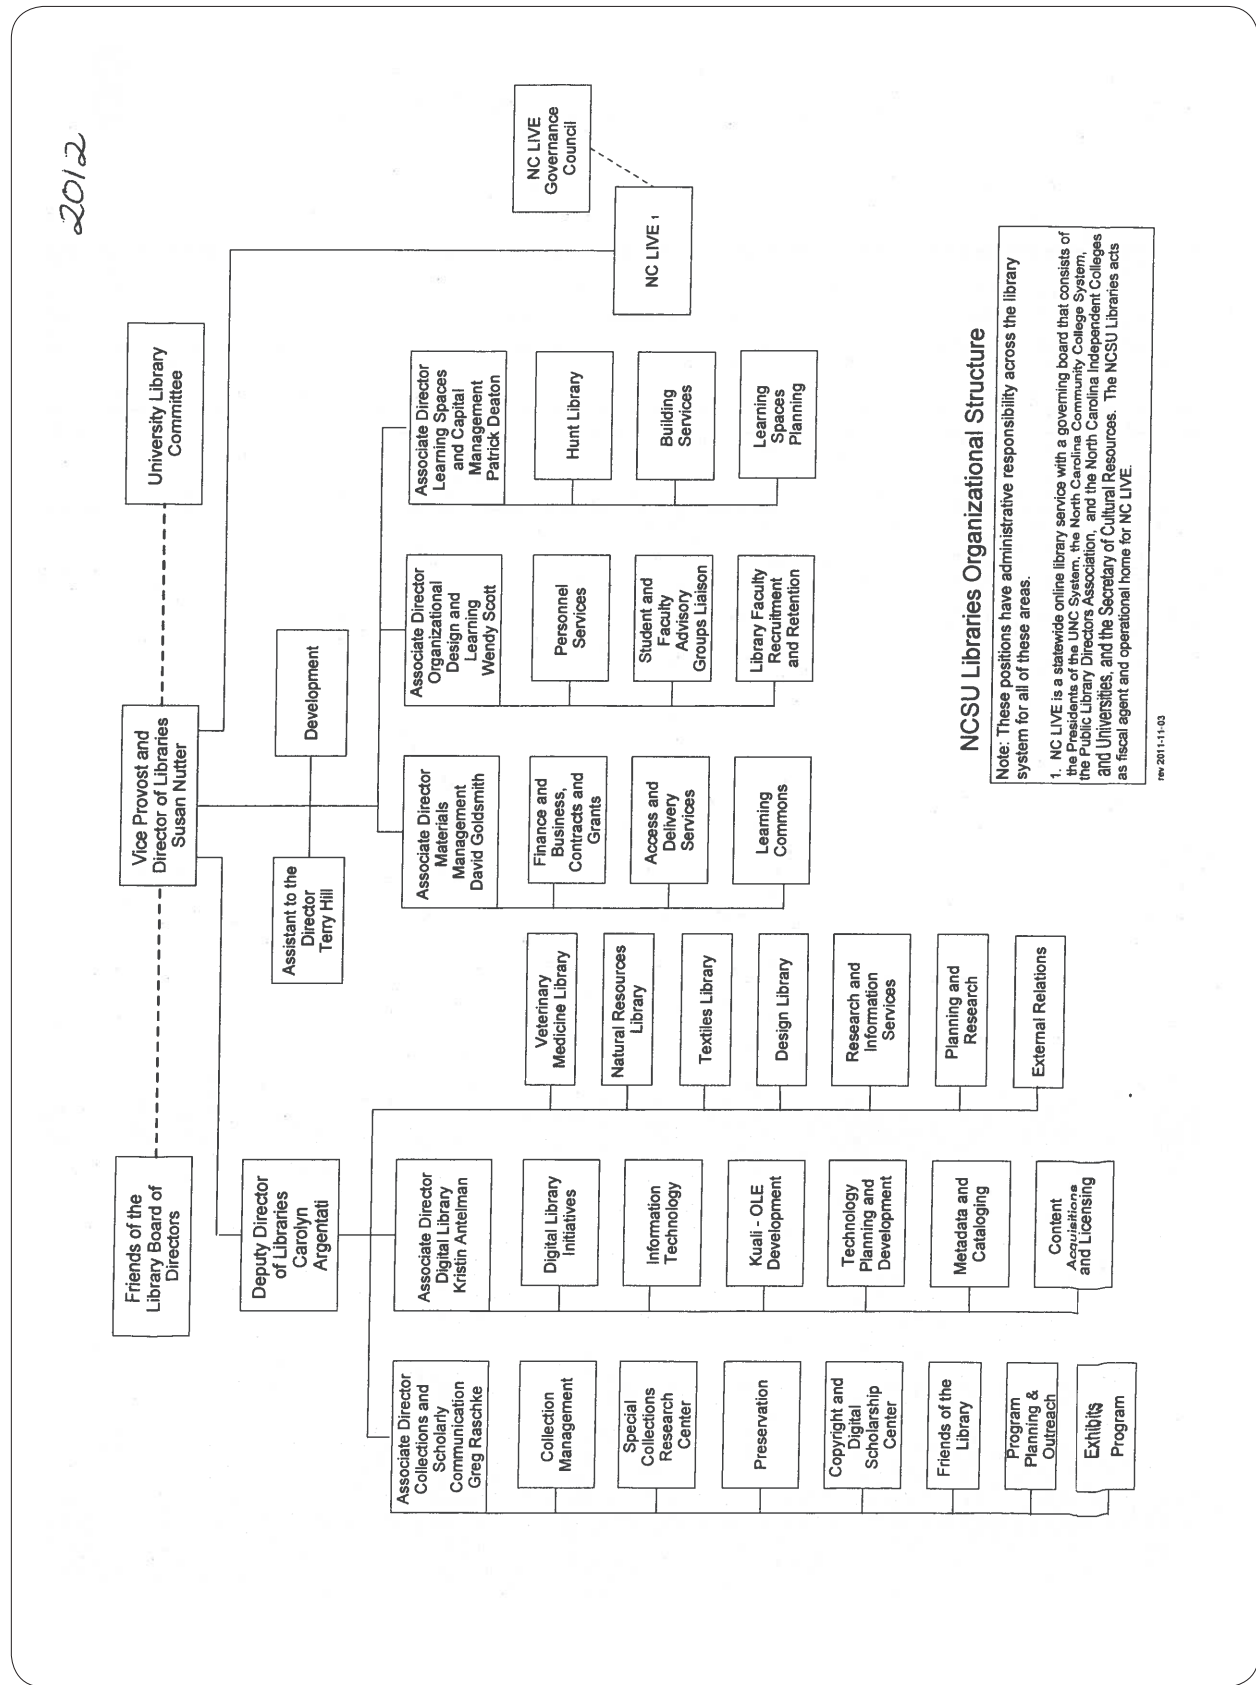 2012
Friends of the
Library Board of
Directors
Vice Provost and
Director of Libraries
Susan Nutter
University Library
Committee
Deputy Director
of Libraries
Carolyn
Argentati
Assistant to the
Director
Terry Hill
Development
NC LIVE 1
NC LIVE
Governance
Council
Associate Director
Collections and
Scholarly
Communication
Greg Raschke
Collection
Management
Special
Collections
Research
Center
Preservation
Copyright and
Digital
Scholarship
Center
Friends of the
Library
Program
Planning &
Outreach
Exhibits
Program
Associate Director
Digital Library
Kristin Antelman
Digital Library
Initiatives
Information
Technology
Kuali - OLE
Development
Technology
Planning and
Development
Metadata and
Cataloging
Content
Acquisitions
and Licensing
Veterinary
Medicine Library
Natural Resources
Library
Textiles Library
Design Library
Research and
Information
Services
Planning and
Research
External Relations
Associate Director
Materials
Management
David Goldsmith
Finance and
Business,
Contracts and
Grants
Access and
Delivery
Services
Learning
Commons
Associate Director
Organizational
Design and
Learning
Wendy Scott
Personnel
Services
Student and
Faculty
Advisory
Groups Liaison
Library Faculty
Recruitment
and Retention
Associate Director
Learning Spaces
and Capital
Management
Patrick Deaton
Hunt Library
Building
Services
Learning
Spaces
Planning
NCSU Libraries Organizational Structure
Note: These positions have administrative responsibility across the library
system for all of these areas.
1. NC LIVE is a statewide online library service with a governing board that consists of
the Presidents of the UNC System, the North Carolina Community College System,
the Public Library Directors Association, and the North Carolina Independent Colleges
and Universities, and the Secretary of Cultural Resources. The NCSU Libraries acts
as fiscal agent and operational home for NC LIVE.
rev 2011-11-03